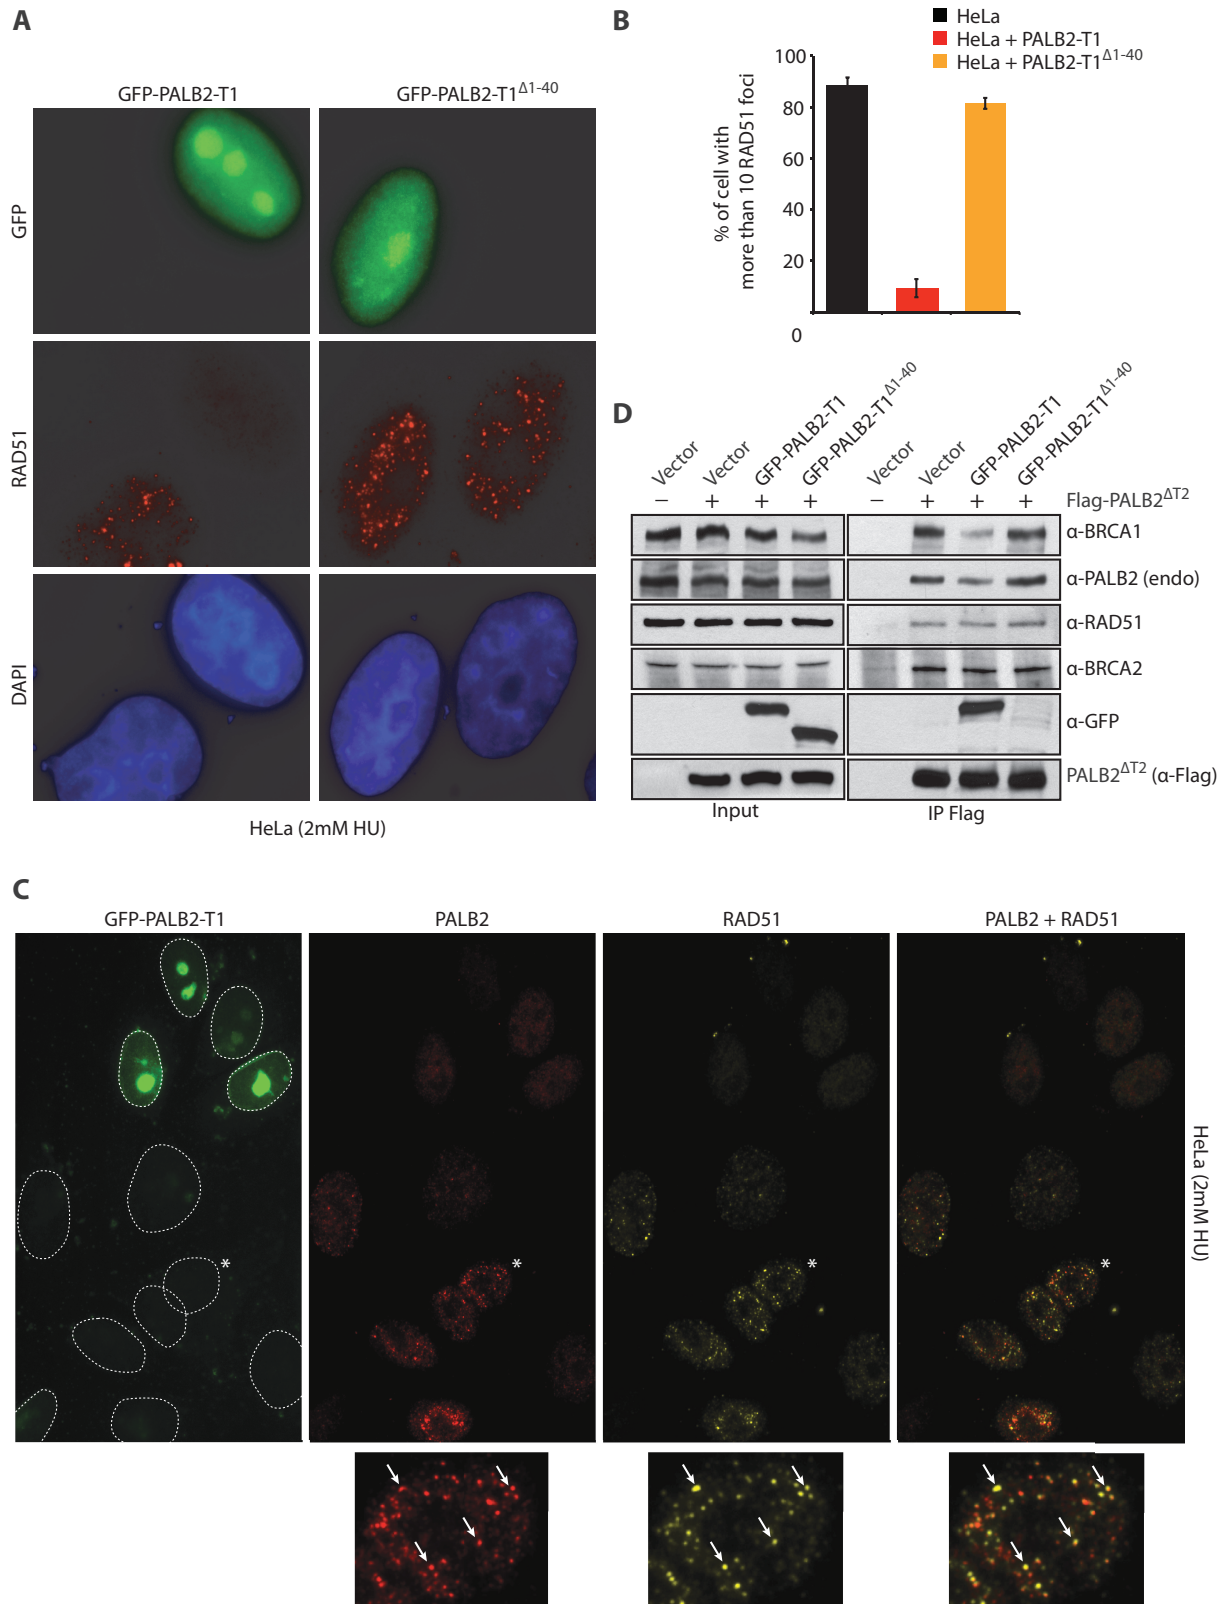 A
GFP-PALB2-T1
GFP-PALB2-T1Δ1-40
GFP
RAD51
DAPI
HeLa (2mM HU)
B
HeLa
HeLa + PALB2-T1
HeLa + PALB2-T1Δ1-40
% of cell with
more than 10 RAD51 foci
100
80
60
40
20
0
D
Vector
Vector
GFP-PALB2-T1
GFP-PALB2-T1Δ1-40
Vector
Vector
GFP-PALB2-T1
GFP-PALB2-T1Δ1-40
− + + + − + + + Flag-PALB2ΔT2
α-BRCA1
α-PALB2 (endo)
α-RAD51
α-BRCA2
α-GFP
PALB2ΔT2 (α-Flag)
Input
IP Flag
C
GFP-PALB2-T1
PALB2
RAD51
PALB2 + RAD51
*
*
*
*
HeLa (2mM HU)